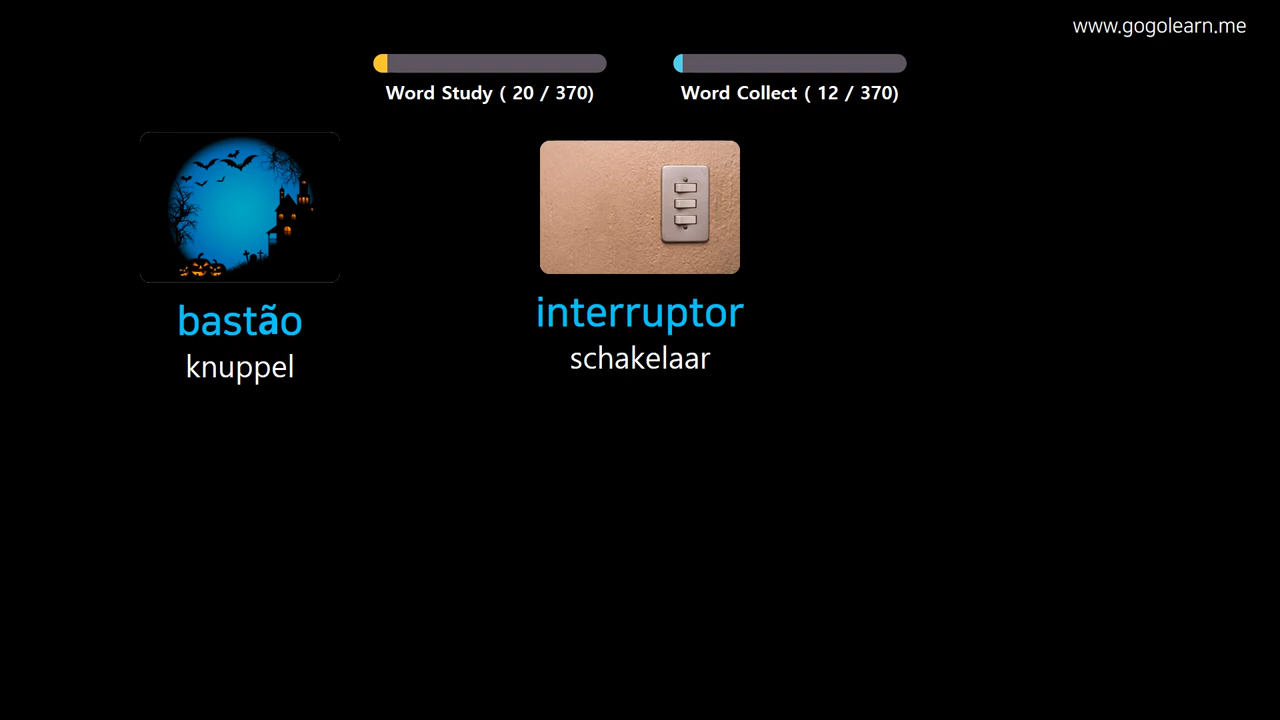 www.gogolearn.me
Word Study ( 20 / 370)
Word Collect ( 12 / 370)
bastão
knuppel
interruptor
schakelaar